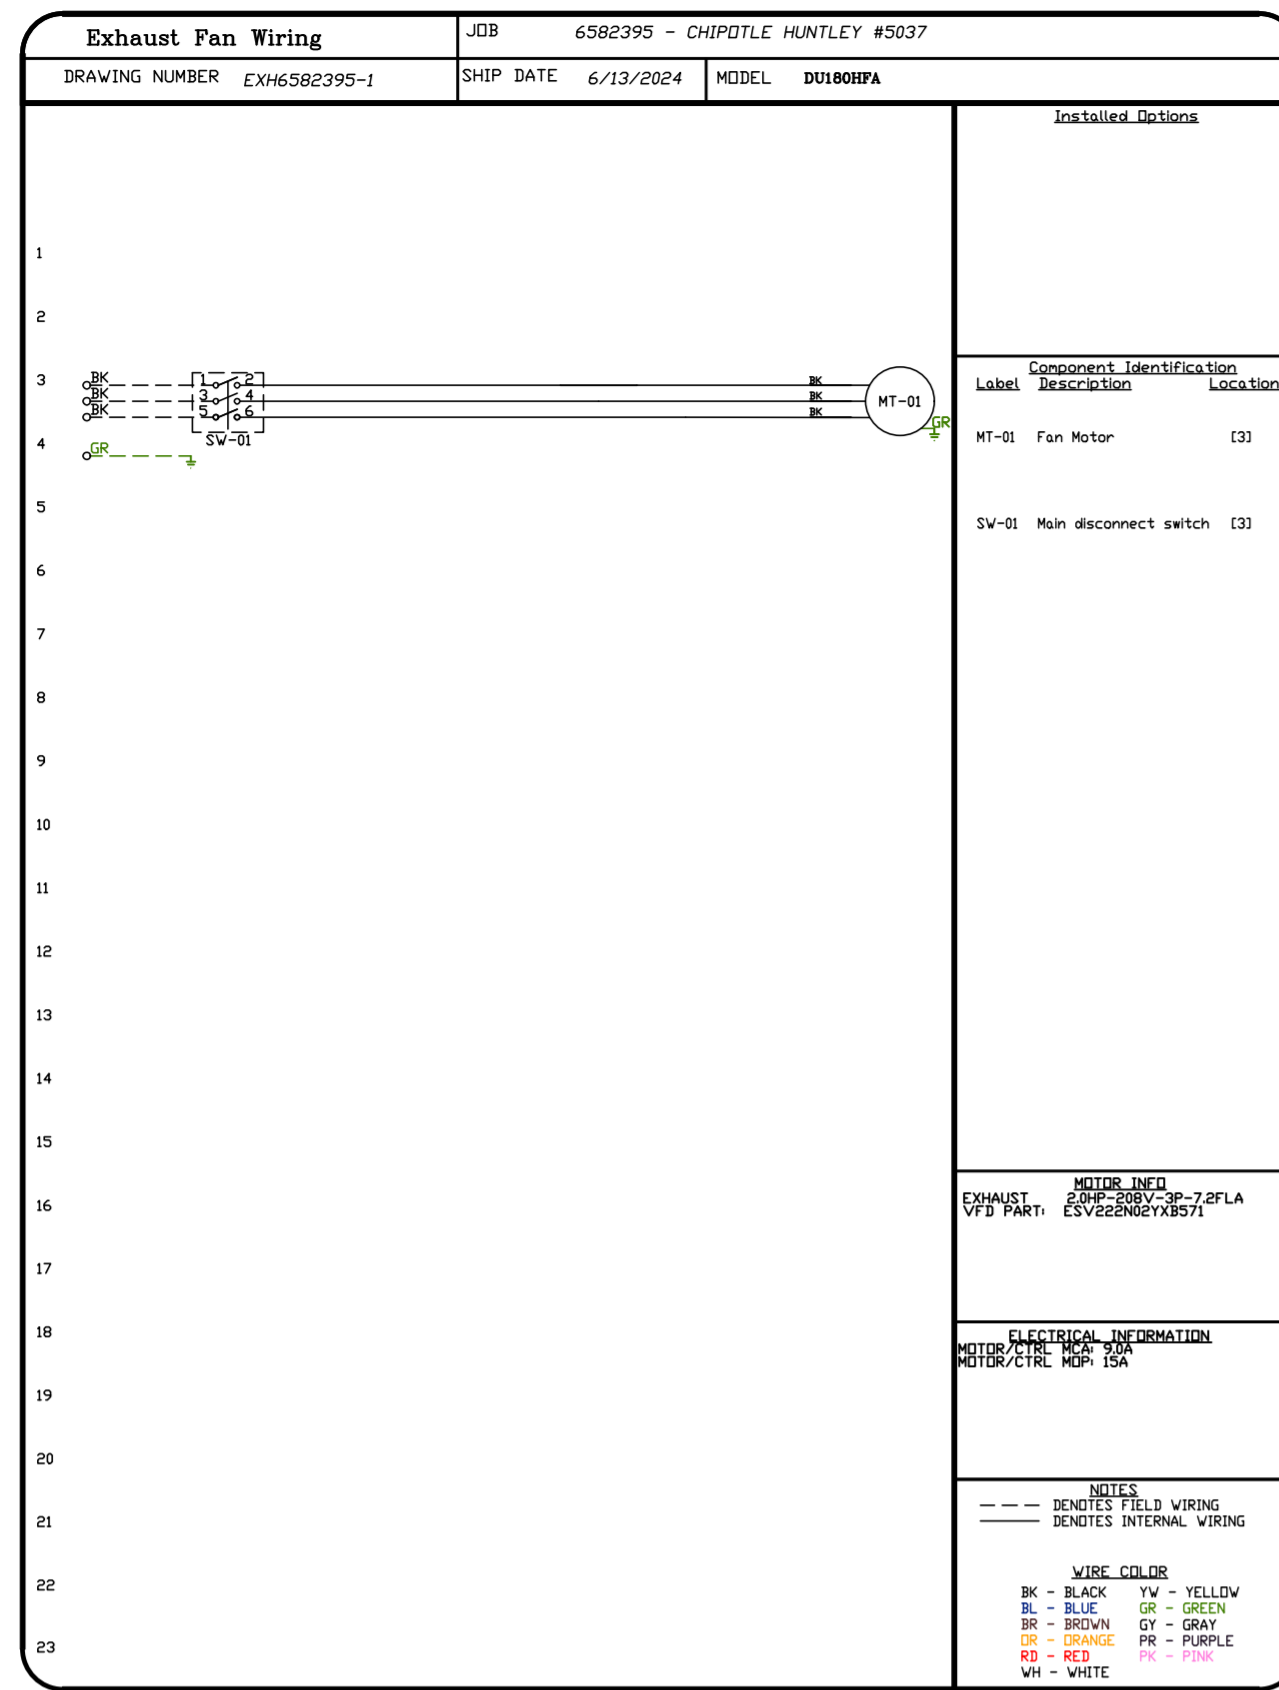 Exhaust Fan Wiring
JOB 6582395 - CHIPOTLE HUNTLEY #5037
DRAWING NUMBER EXH6582395-1
SHIP DATE 6/13/2024
MODEL DU180HFA
1
2
3
4
5
6
7
8
9
10
11
12
13
14
15
16
17
18
19
20
21
22
23
BK
BK
BK
GR
1 2
3 4
5 6
SW-01
BK
BK
BK
MT-01
GR
Installed Options
Component Identification
Label Description Location
MT-01 Fan Motor [3]
SW-01 Main disconnect switch [3]
MOTOR INFO
EXHAUST 2.0HP-208V-3P-7.2FLA
VFD PART: ESV222N02YXB571
ELECTRICAL INFORMATION
MOTOR/CTRL MCA: 9.0A
MOTOR/CTRL MOP: 15A
NOTES
DENOTES FIELD WIRING
DENOTES INTERNAL WIRING
WIRE COLOR
BK - BLACK YW - YELLOW
BL - BLUE GR - GREEN
BR - BROWN GY - GRAY
OR - ORANGE PR - PURPLE
RD - RED PK - PINK
WH - WHITE